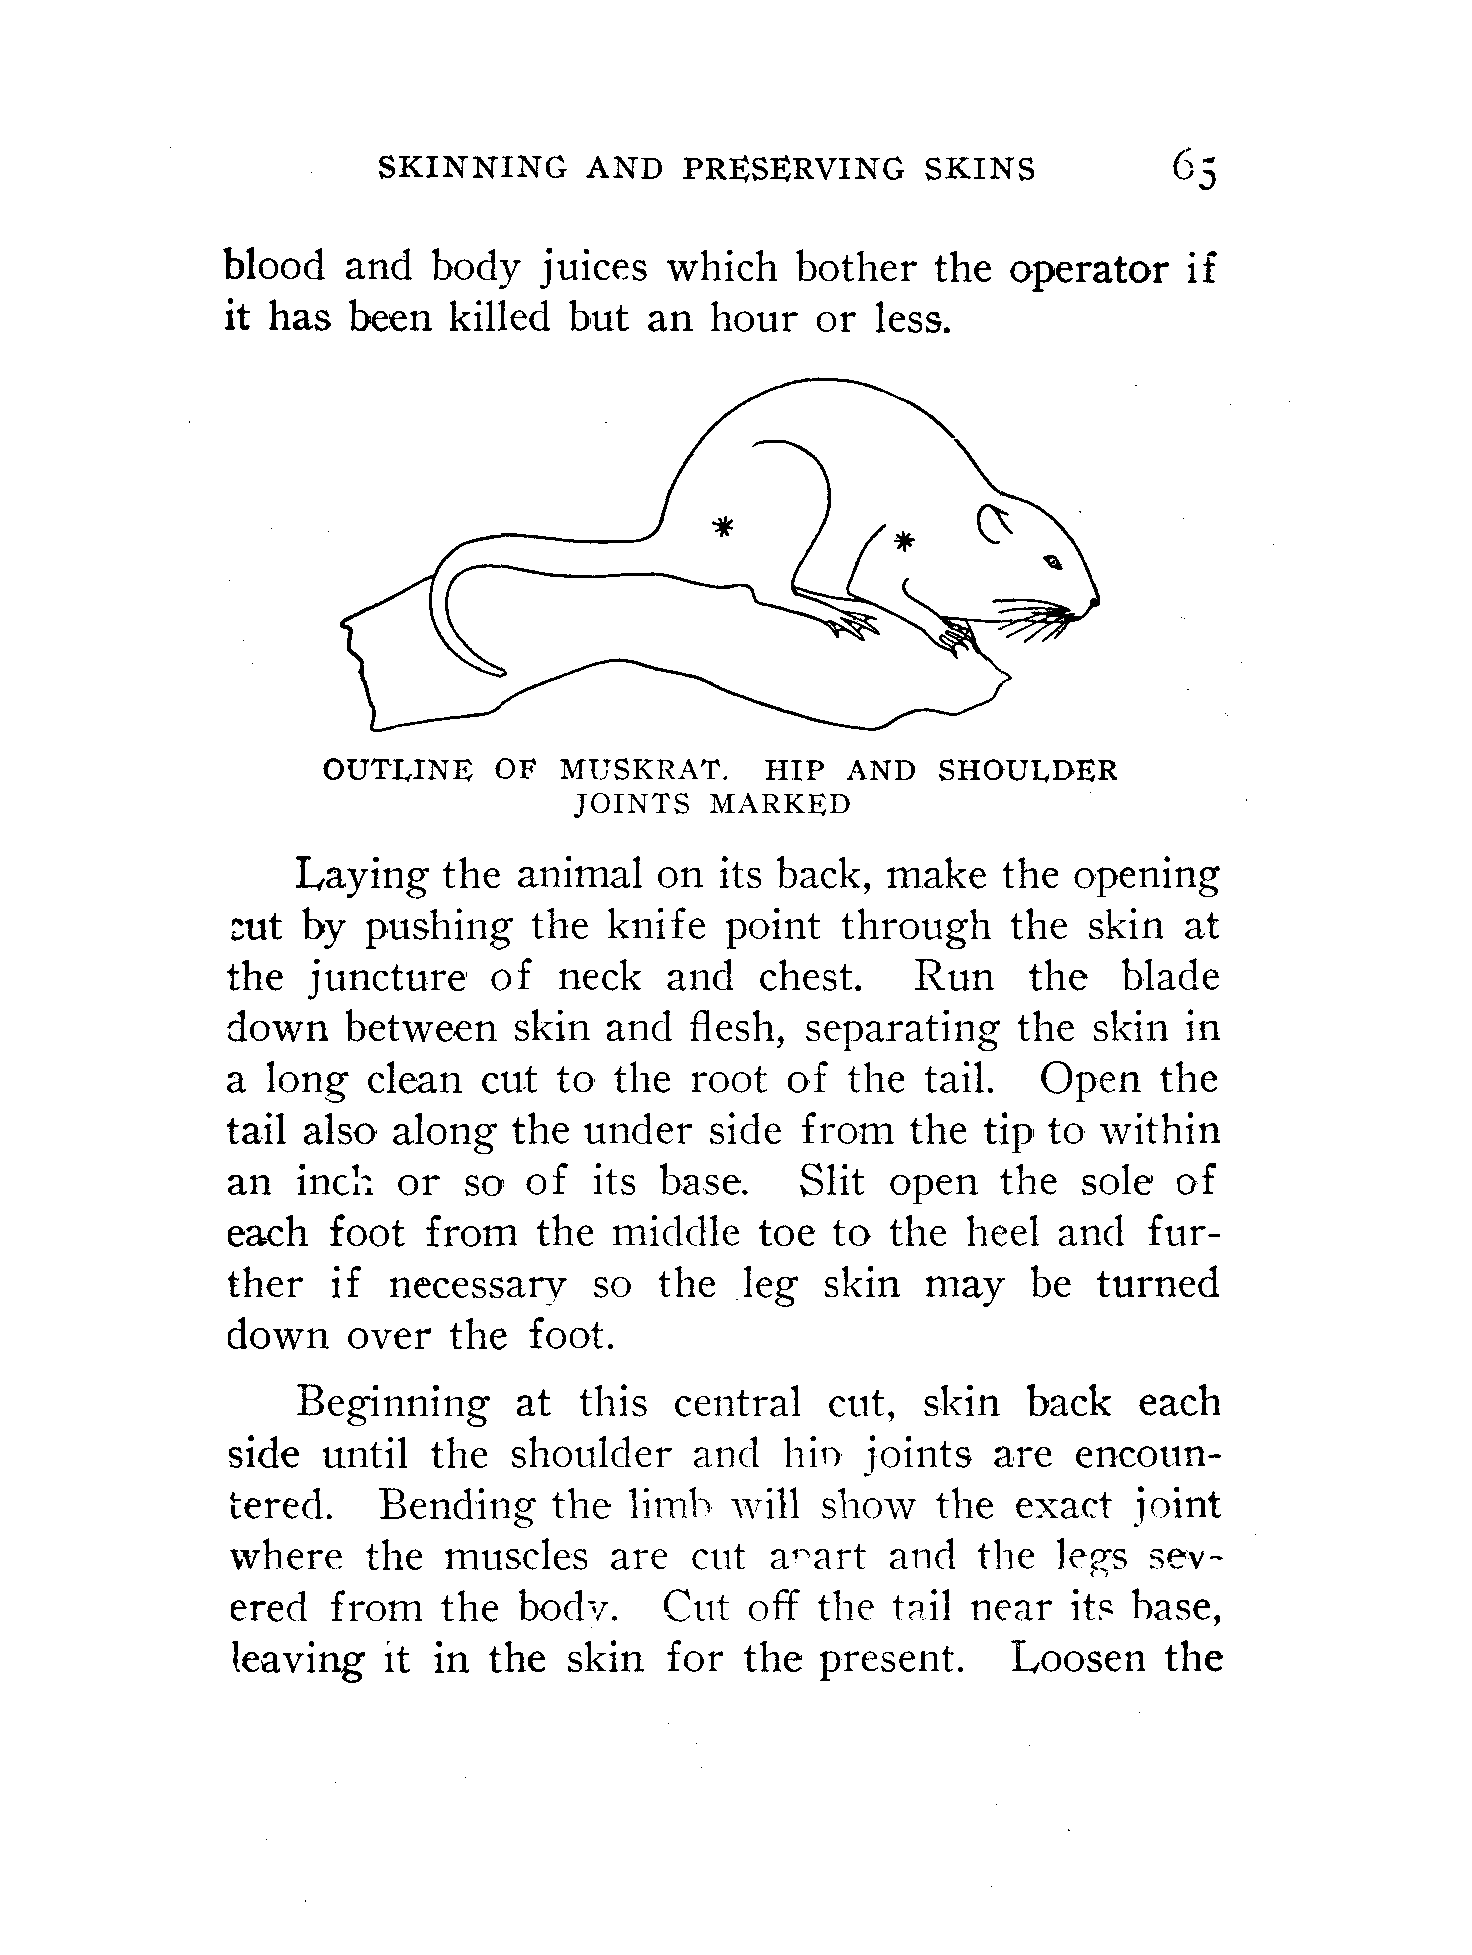 SKINNING AND PRESERVING SKINS 65
blood and body juices which bother the operator if
it has been killed but an hour or less.
OUTLINE OF MUSKRAT. HIP AND SHOULDER
JOINTS MARKED
Laying the animal on its back, make the opening
cut by pushing the knife point through the skin at
the juncture of neck and chest. Run the blade
down between skin and flesh, separating the skin in
a long clean cut to the root of the tail. Open the
tail also along the under side from the tip to within
an inch or so of its base. Slit open the sole of
each foot from the middle toe to the heel and fur-
ther if necessary so the leg skin may be turned
down over the foot.
Beginning at this central cut, skin back each
side until the shoulder and hip joints are encoun-
tered. Bending the limb will show the exact joint
where the muscles are cut apart and the legs sev-
ered from the body. Cut off the tail near its base,
leaving it in the skin for the present. Loosen the